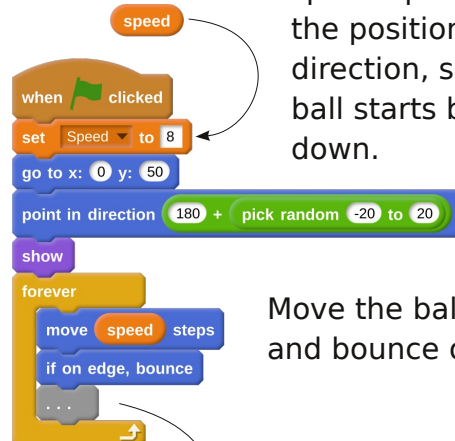 speed
the position
direction, s
ball starts b
down.
when clicked
set Speed to 8
go to x: 0 y: 50
point in direction 180 + pick random -20 to 20
show
forever
move speed steps
if on edge, bounce
. . .
Move the bal
and bounce